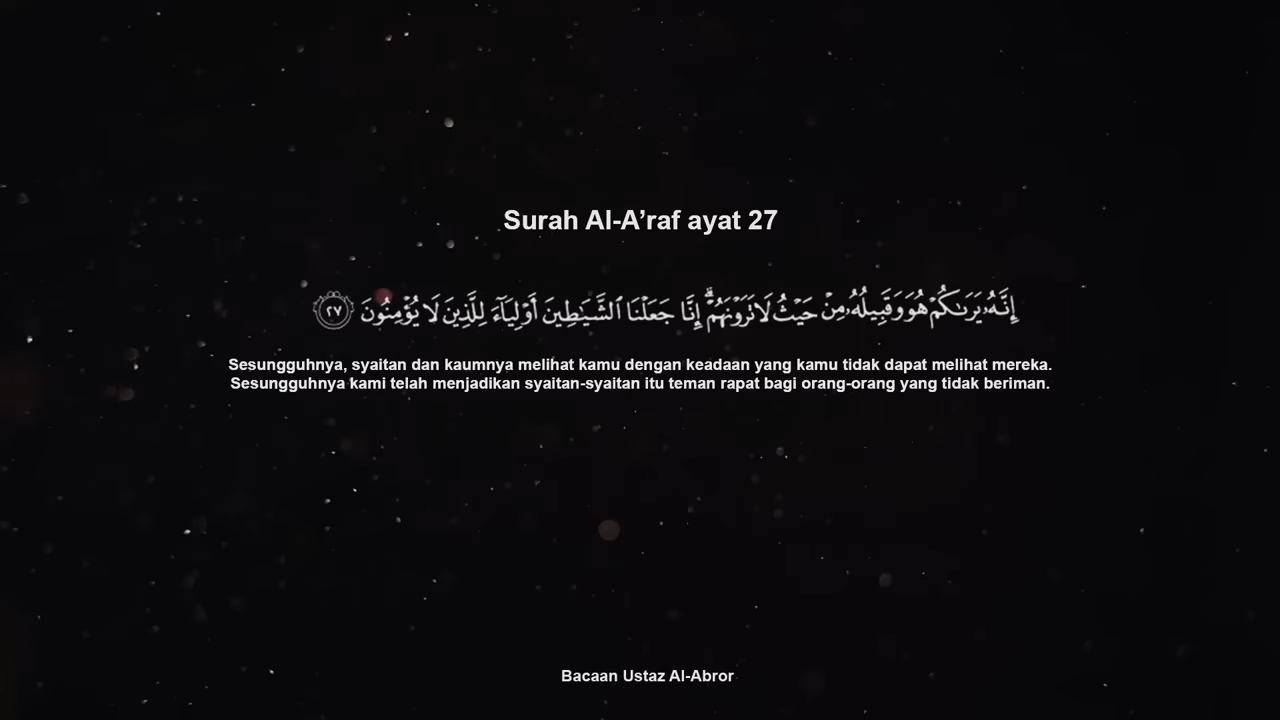 Surah Al-A’raf ayat 27
إِنَّهُۥ يَرَىٰكُمْ هُوَ وَقَبِيلُهُۥ مِنْ حَيْثُ لَا تَرَوْنَهُمْ ۗ إِنَّا جَعَلْنَا ٱلشَّيَٰطِينَ أَوْلِيَآءَ لِلَّذِينَ لَا يُؤْمِنُونَ ٢٧
Sesungguhnya, syaitan dan kaumnya melihat kamu dengan keadaan yang kamu tidak dapat melihat mereka.
Sesungguhnya kami telah menjadikan syaitan-syaitan itu teman rapat bagi orang-orang yang tidak beriman.
Bacaan Ustaz Al-Abror